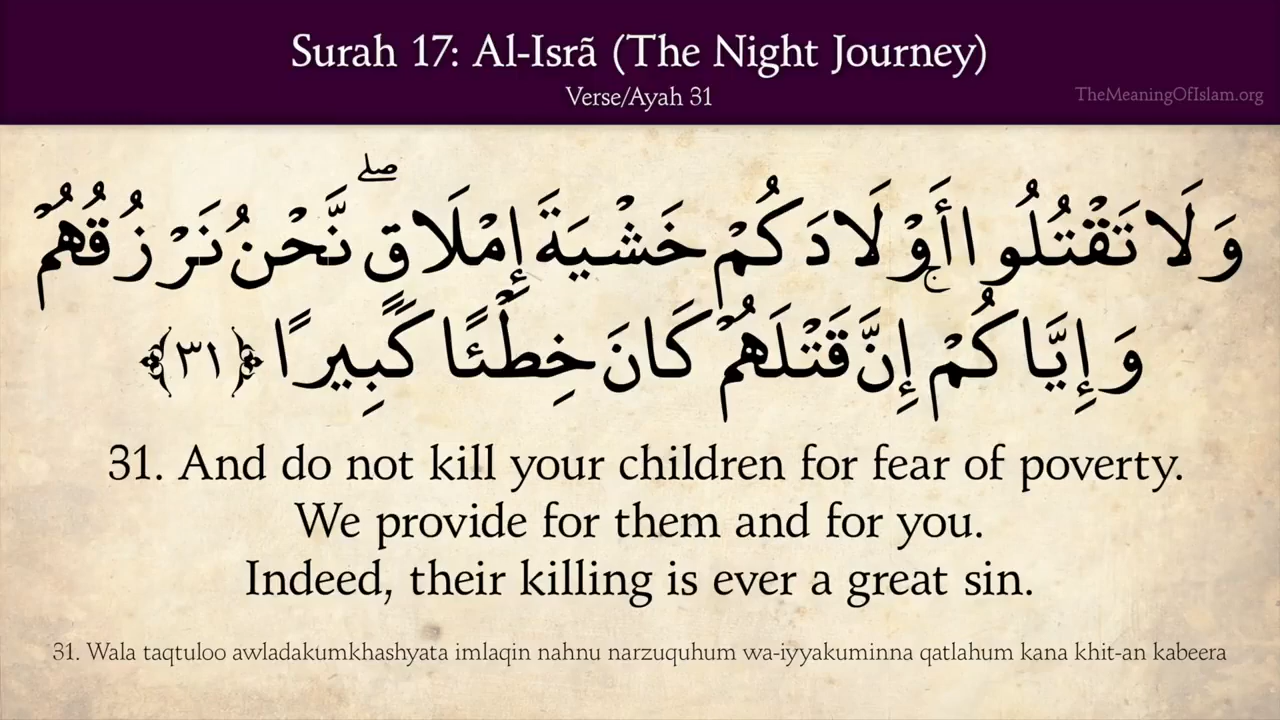 Surah 17: Al-Isrã (The Night Journey)
Verse/Ayah 31
TheMeaningOfIslam.org
وَلَا تَقْتُلُوا أَوْلَادَكُمْ خَشْيَةَ إِمْلَاقٍ ۖ نَّحْنُ نَرْزُقُهُمْ
وَإِيَّاكُمْ ۚ إِنَّ قَتْلَهُمْ كَانَ خِطْئًا كَبِيرًا ﴿٣١﴾
31. And do not kill your children for fear of poverty.
We provide for them and for you.
Indeed, their killing is ever a great sin.
31. Wala taqtuloo awladakumkhashyata imlaqin nahnu narzuquhum wa-iyyakuminna qatlahum kana khit-an kabeera